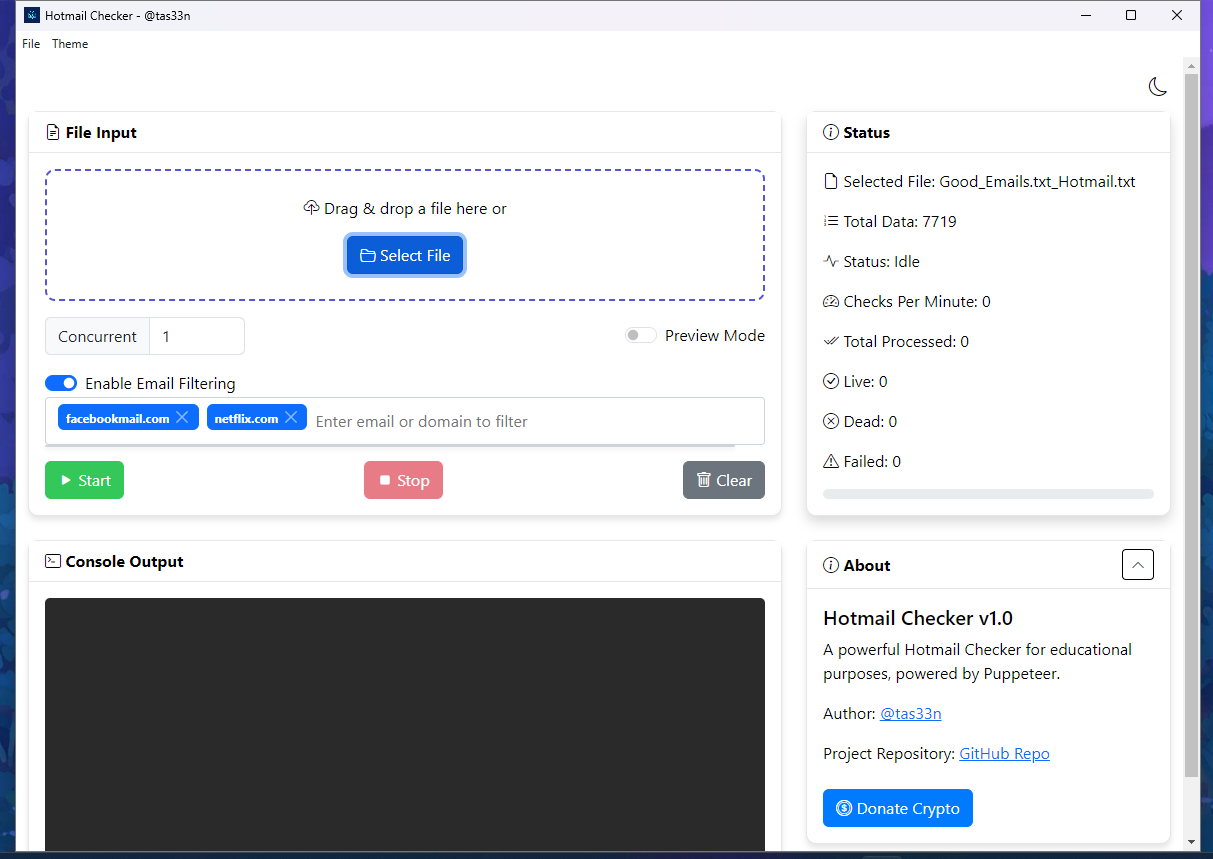 Hotmail Checker - @tas33n
File Theme
File Input
Drag & drop a file here or
Select File
Concurrent 1
Preview Mode
Enable Email Filtering
facebookmail.com netflix.com Enter email or domain to filter
Start Stop Clear
Console Output
Status
Selected File: Good_Emails.txt_Hotmail.txt
Total Data: 7719
Status: Idle
Checks Per Minute: 0
Total Processed: 0
Live: 0
Dead: 0
Failed: 0
About
Hotmail Checker v1.0
A powerful Hotmail Checker for educational
purposes, powered by Puppeteer.
Author: @tas33n
Project Repository: GitHub Repo
Donate Crypto